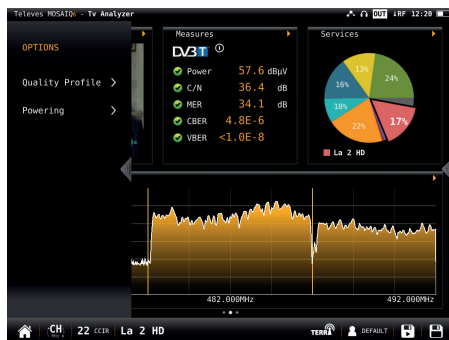 Televes MOSAIQ6 - Tv Analyzer
OUT
↓RF 12:20
OPTIONS
Quality Profile >
Powering >
Measures
DVB T
Power 57.6 dBµV
C/N 36.4 dB
MER 34.1 dB
CBER 4.8E-6
VBER <1.0E-8
Services
13%
24%
16%
10%
17%
22%
La 2 HD
482.000MHz
492.000MHz
CH
22 CCIR
La 2 HD
TERR
DEFAULT